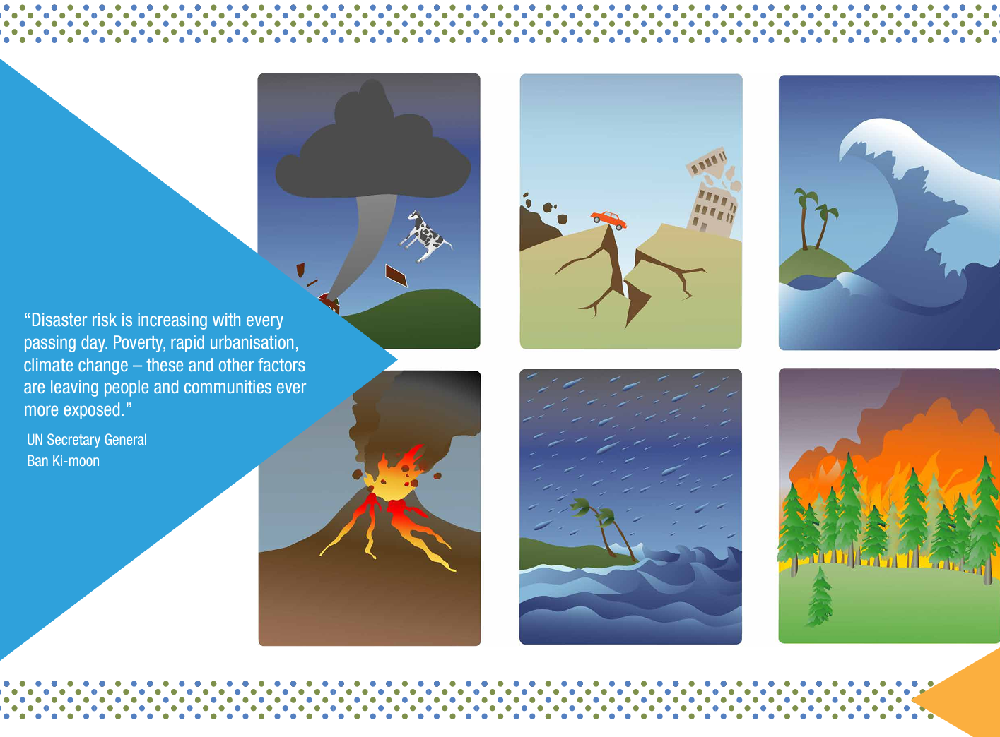 “Disaster risk is increasing with every
passing day. Poverty, rapid urbanisation,
climate change – these and other factors
are leaving people and communities ever
more exposed.”
UN Secretary General
Ban Ki-moon